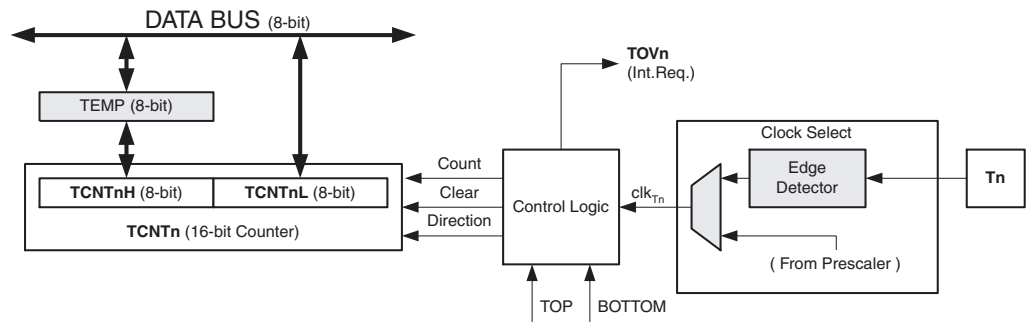 DATA BUS (8-bit)
TOVn
(Int.Req.)
TEMP (8-bit)
Clock Select
Count
Edge
Detector
Tn
TCNTnH (8-bit) TCNTnL (8-bit)
Clear
Control Logic
clkTn
Direction
TCNTn (16-bit Counter)
( From Prescaler )
TOP
BOTTOM